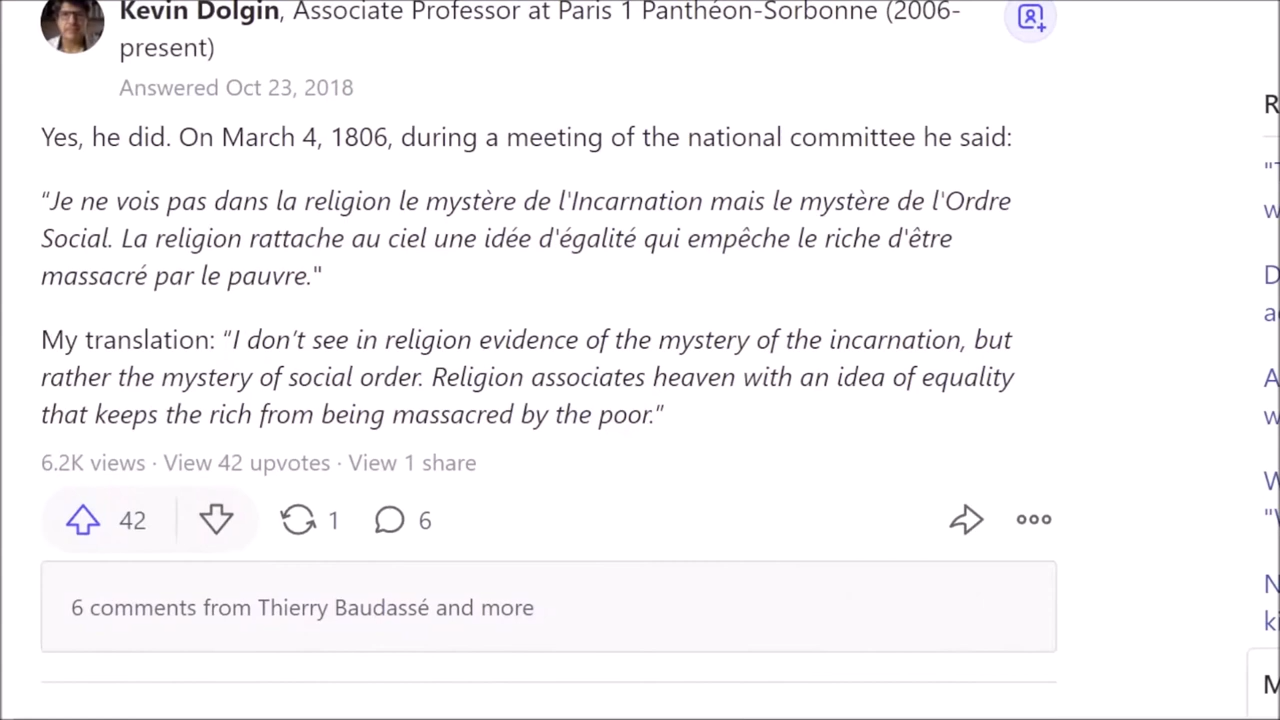 Kevin Dolgin, Associate Professor at Paris 1 Panthéon-Sorbonne (2006-
present)
Answered Oct 23, 2018
Yes, he did. On March 4, 1806, during a meeting of the national committee he said:
“Je ne vois pas dans la religion le mystère de l'Incarnation mais le mystère de l'Ordre
Social. La religion rattache au ciel une idée d'égalité qui empêche le riche d'être
massacré par le pauvre."
My translation: “I don’t see in religion evidence of the mystery of the incarnation, but
rather the mystery of social order. Religion associates heaven with an idea of equality
that keeps the rich from being massacred by the poor.”
6.2K views · View 42 upvotes · View 1 share
42 1 6
6 comments from Thierry Baudassé and more